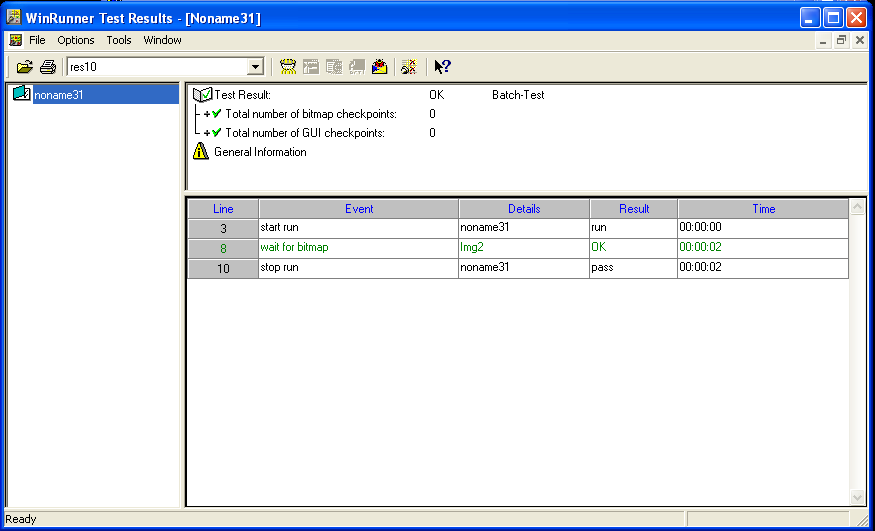 WinRunner Test Results - [Noname31]
File Options Tools Window
res10
noname31
Test Result: OK Batch-Test
Total number of bitmap checkpoints: 0
Total number of GUI checkpoints: 0
General Information
Line Event Details Result Time
3 start run noname31 run 00:00:00
8 wait for bitmap Img2 OK 00:00:02
10 stop run noname31 pass 00:00:02
Ready